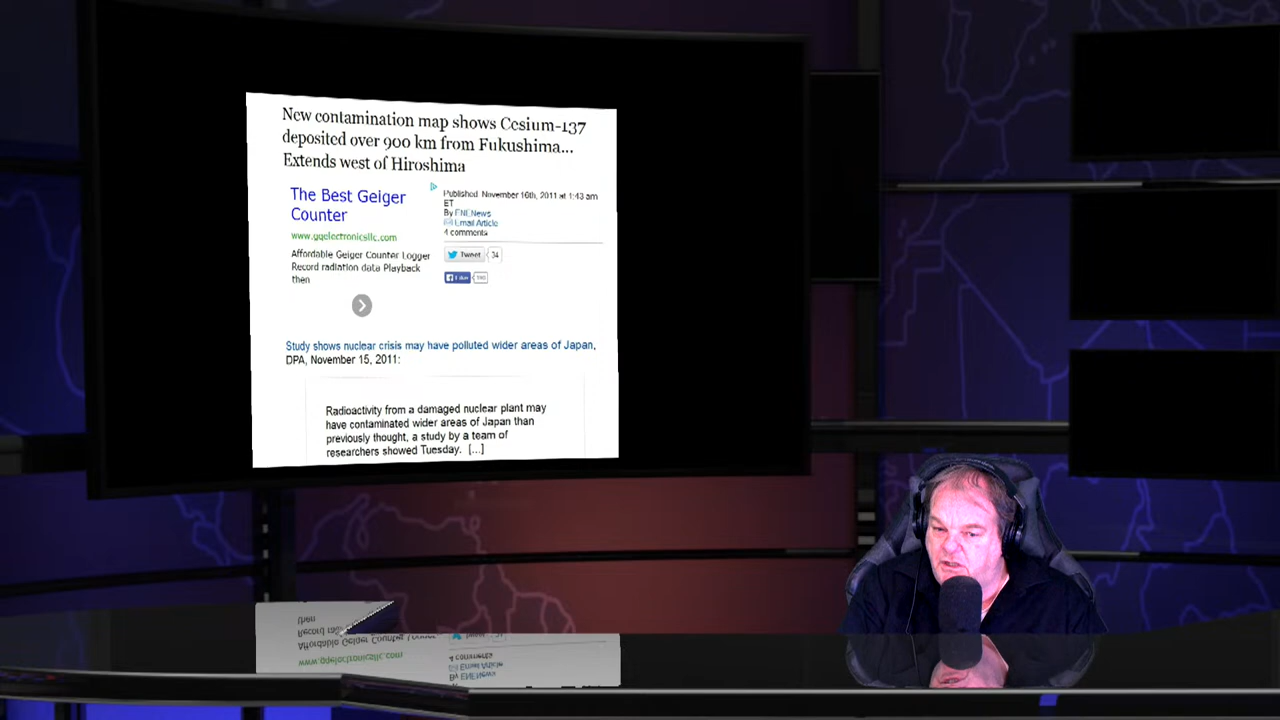 New contamination map shows Cesium-137
deposited over 900 km from Fukushima...
Extends west of Hiroshima
The Best Geiger
Counter
www.gqelectronicsllc.com
Affordable Geiger Counter Logger
Record radiation data Playback
then
Published: November 16th, 2011 at 1:43 am
ET
By ENENews
Email Article
4 comments
Tweet 34
Study shows nuclear crisis may have polluted wider areas of Japan,
DPA, November 15, 2011:
Radioactivity from a damaged nuclear plant may
have contaminated wider areas of Japan than
previously thought, a study by a team of
researchers showed Tuesday. [...]